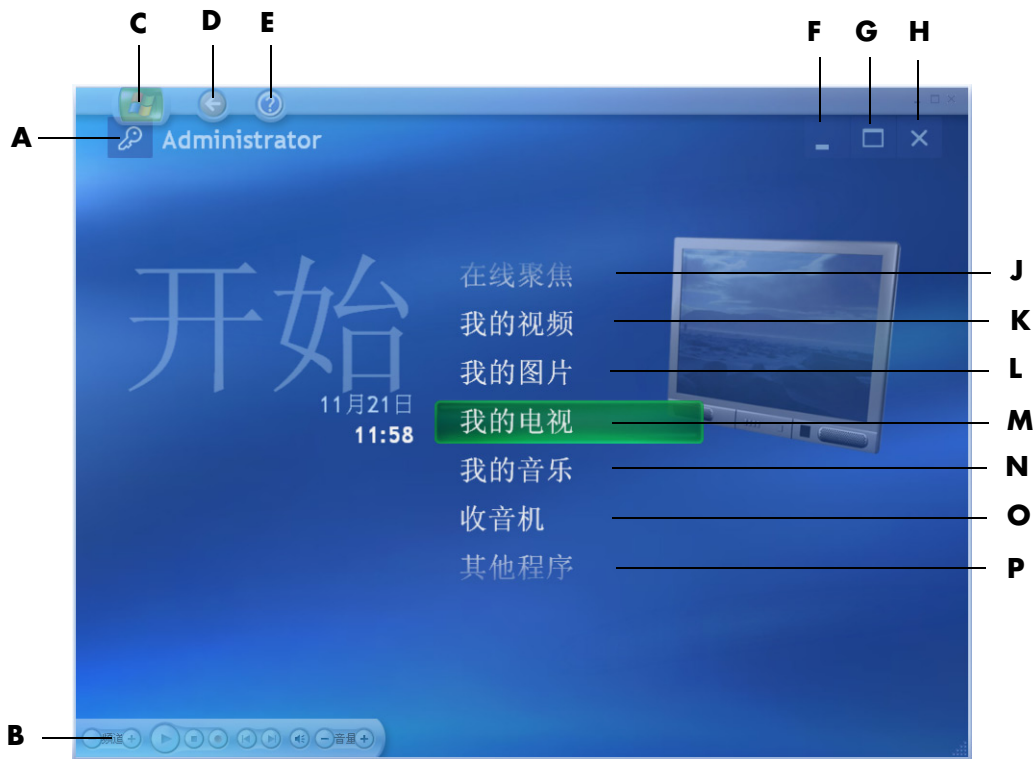 C D E F G H
A Administrator
在线聚焦 J
我的视频 K
开始
我的图片 L
11月21日
我的电视 M
11:58
我的音乐 N
收音机 O
其他程序 P
B 频道 音量